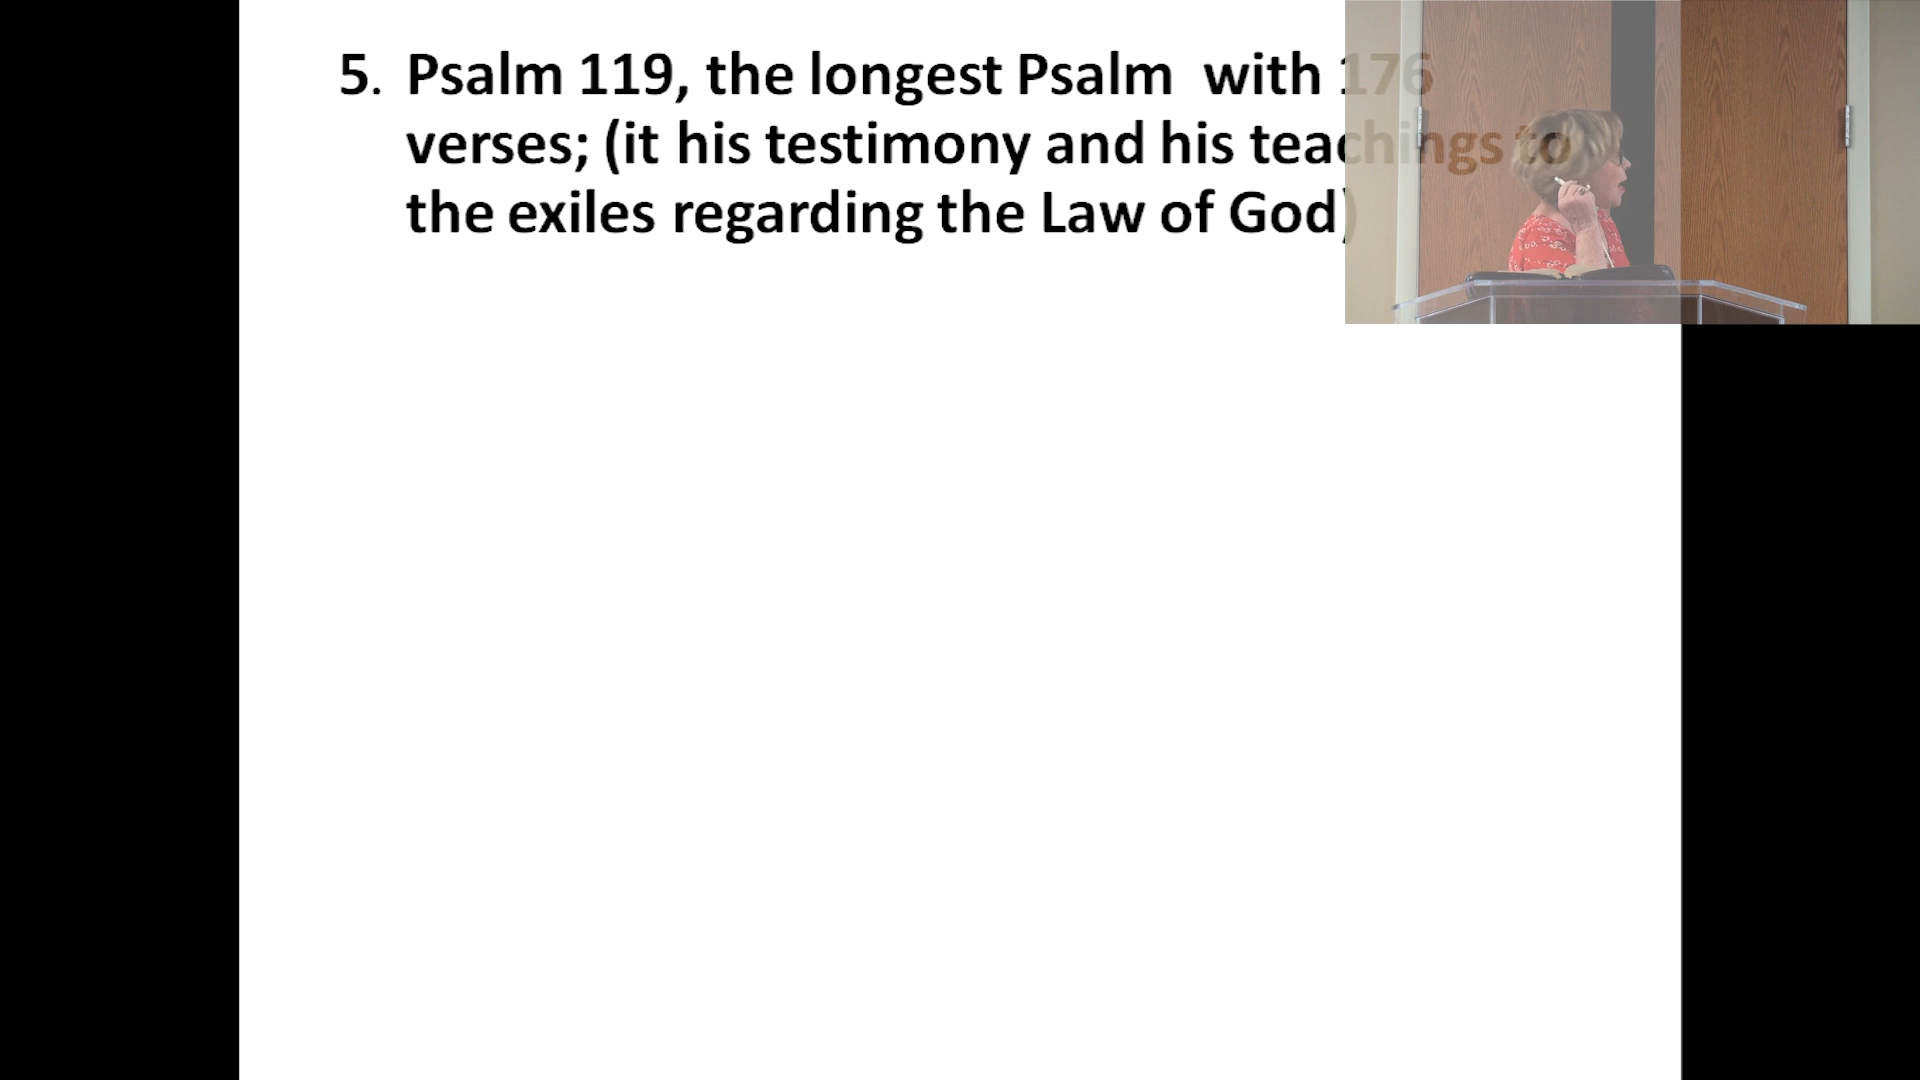 5. Psalm 119, the longest Psalm with 176
verses; (it his testimony and his teachings to
the exiles regarding the Law of God)